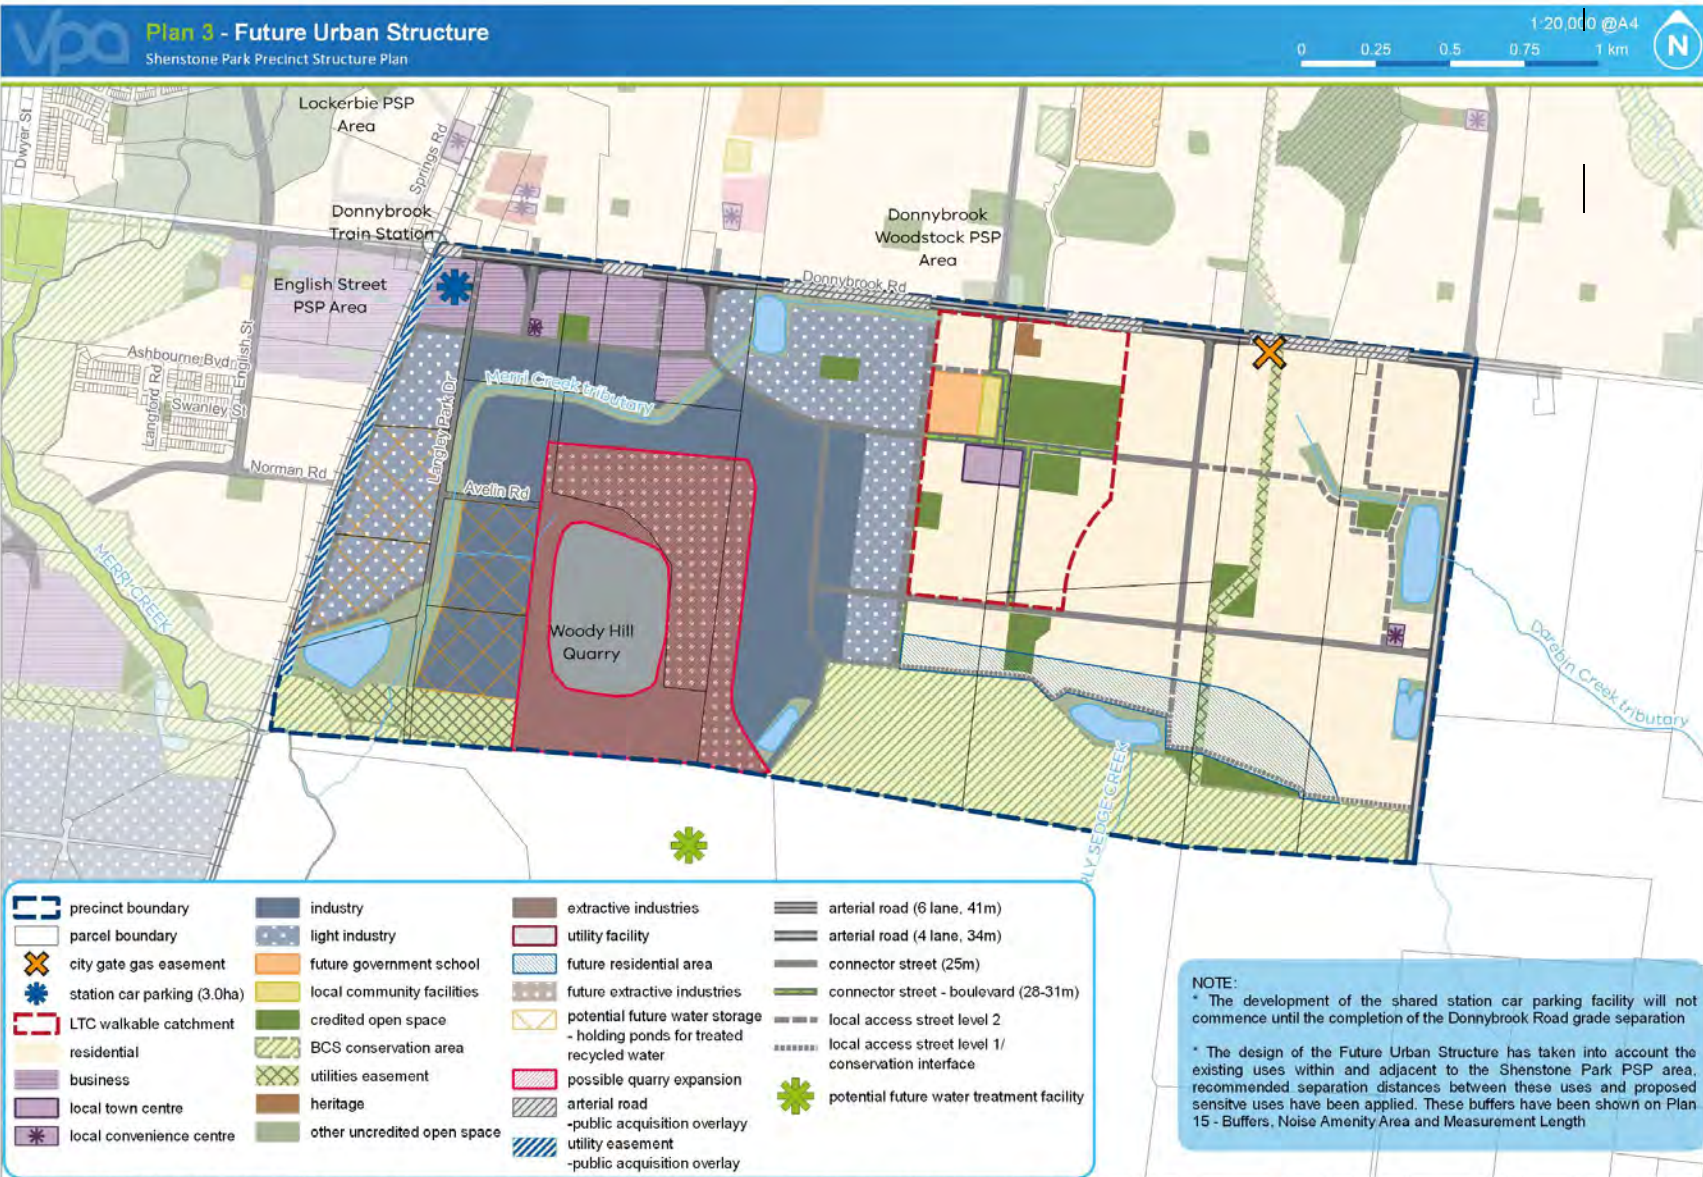 vpa
Plan 3 - Future Urban Structure
Shenstone Park Precinct Structure Plan
1:20,000 @A4
0 0.25 0.5 0.75 1 km
N
Lockerbie PSP
Area
Dwyer St
Springs Rd
Donnybrook
Train Station
Donnybrook
Woodstock PSP
Area
English Street
PSP Area
Donnybrook Rd
English St
Ashbourne Bvd
Langford Rd
Swanley St
Norman Rd
Langley Park Dr
Merri Creek tributary
Avelin Rd
MERRI CREEK
Woody Hill
Quarry
Darebin Creek tributary
RLY SEDGE CREEK
precinct boundary
parcel boundary
city gate gas easement
station car parking (3.0ha)
LTC walkable catchment
residential
business
local town centre
local convenience centre
industry
light industry
future government school
local community facilities
credited open space
BCS conservation area
utilities easement
heritage
other uncredited open space
extractive industries
utility facility
future residential area
future extractive industries
potential future water storage
- holding ponds for treated
recycled water
possible quarry expansion
arterial road
-public acquisition overlayy
utility easement
-public acquisition overlay
arterial road (6 lane, 41m)
arterial road (4 lane, 34m)
connector street (25m)
connector street - boulevard (28-31m)
local access street level 2
local access street level 1/
conservation interface
potential future water treatment facility
NOTE:
* The development of the shared station car parking facility will not
commence until the completion of the Donnybrook Road grade separation
* The design of the Future Urban Structure has taken into account the
existing uses within and adjacent to the Shenstone Park PSP area,
recommended separation distances between these uses and proposed
sensitve uses have been applied. These buffers have been shown on Plan
15 - Buffers, Noise Amenity Area and Measurement Length